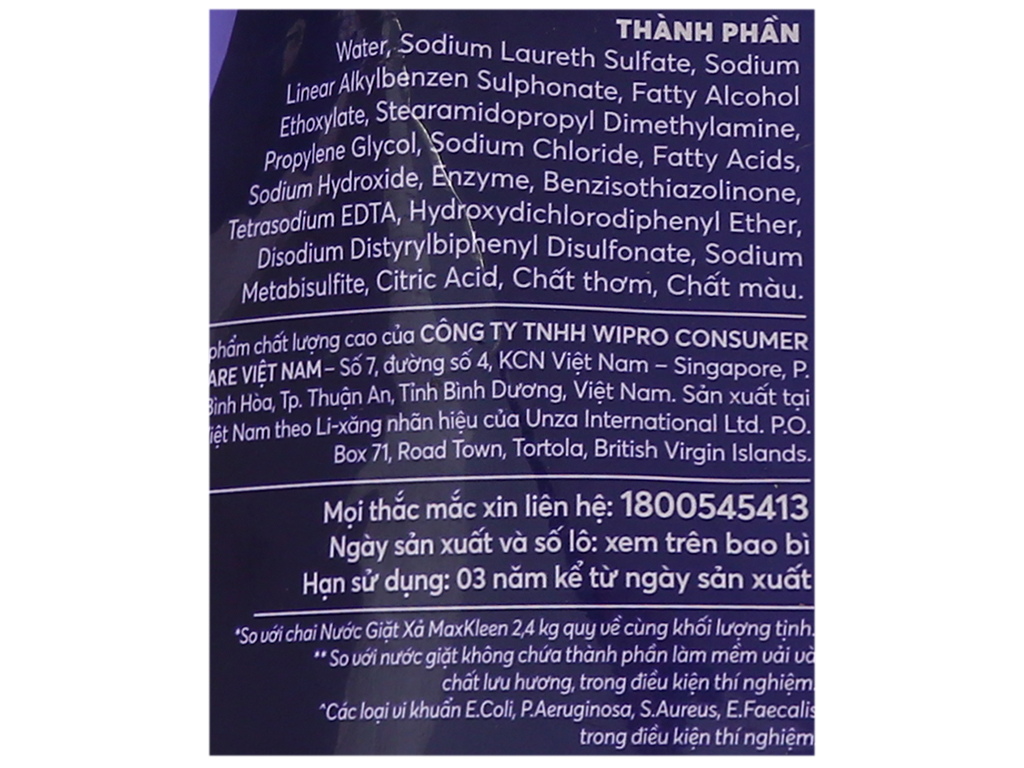 THÀNH PHẦN
Water, Sodium Laureth Sulfate, Sodium
Linear Alkylbenzen Sulphonate, Fatty Alcohol
Ethoxylate, Stearamidopropyl Dimethylamine,
Propylene Glycol, Sodium Chloride, Fatty Acids,
Sodium Hydroxide, Enzyme, Benzisothiazolinone,
Tetrasodium EDTA, Hydroxydichlorodiphenyl Ether,
Disodium Distyrylbiphenyl Disulfonate, Sodium
Metabisulfite, Citric Acid, Chất thơm, Chất màu.
phẩm chất lượng cao của CÔNG TY TNHH WIPRO CONSUMER
ARE VIỆT NAM – Số 7, đường số 4, KCN Việt Nam – Singapore, P.
Bình Hòa, Tp. Thuận An, Tỉnh Bình Dương, Việt Nam. Sản xuất tại
iệt Nam theo Li-xăng nhãn hiệu của Unza International Ltd. P.O.
Box 71, Road Town, Tortola, British Virgin Islands.
Mọi thắc mắc xin liên hệ: 1800545413
Ngày sản xuất và số lô: xem trên bao bì
Hạn sử dụng: 03 năm kể từ ngày sản xuất
*So với chai Nước Giặt Xả MaxKleen 2,4 kg quy về cùng khối lượng tịnh.
** So với nước giặt không chứa thành phần làm mềm vải và
chất lưu hương, trong điều kiện thí nghiệm.
^Các loại vi khuẩn E.Coli, P.Aeruginosa, S.Aureus, E.Faecalis
trong điều kiện thí nghiệm